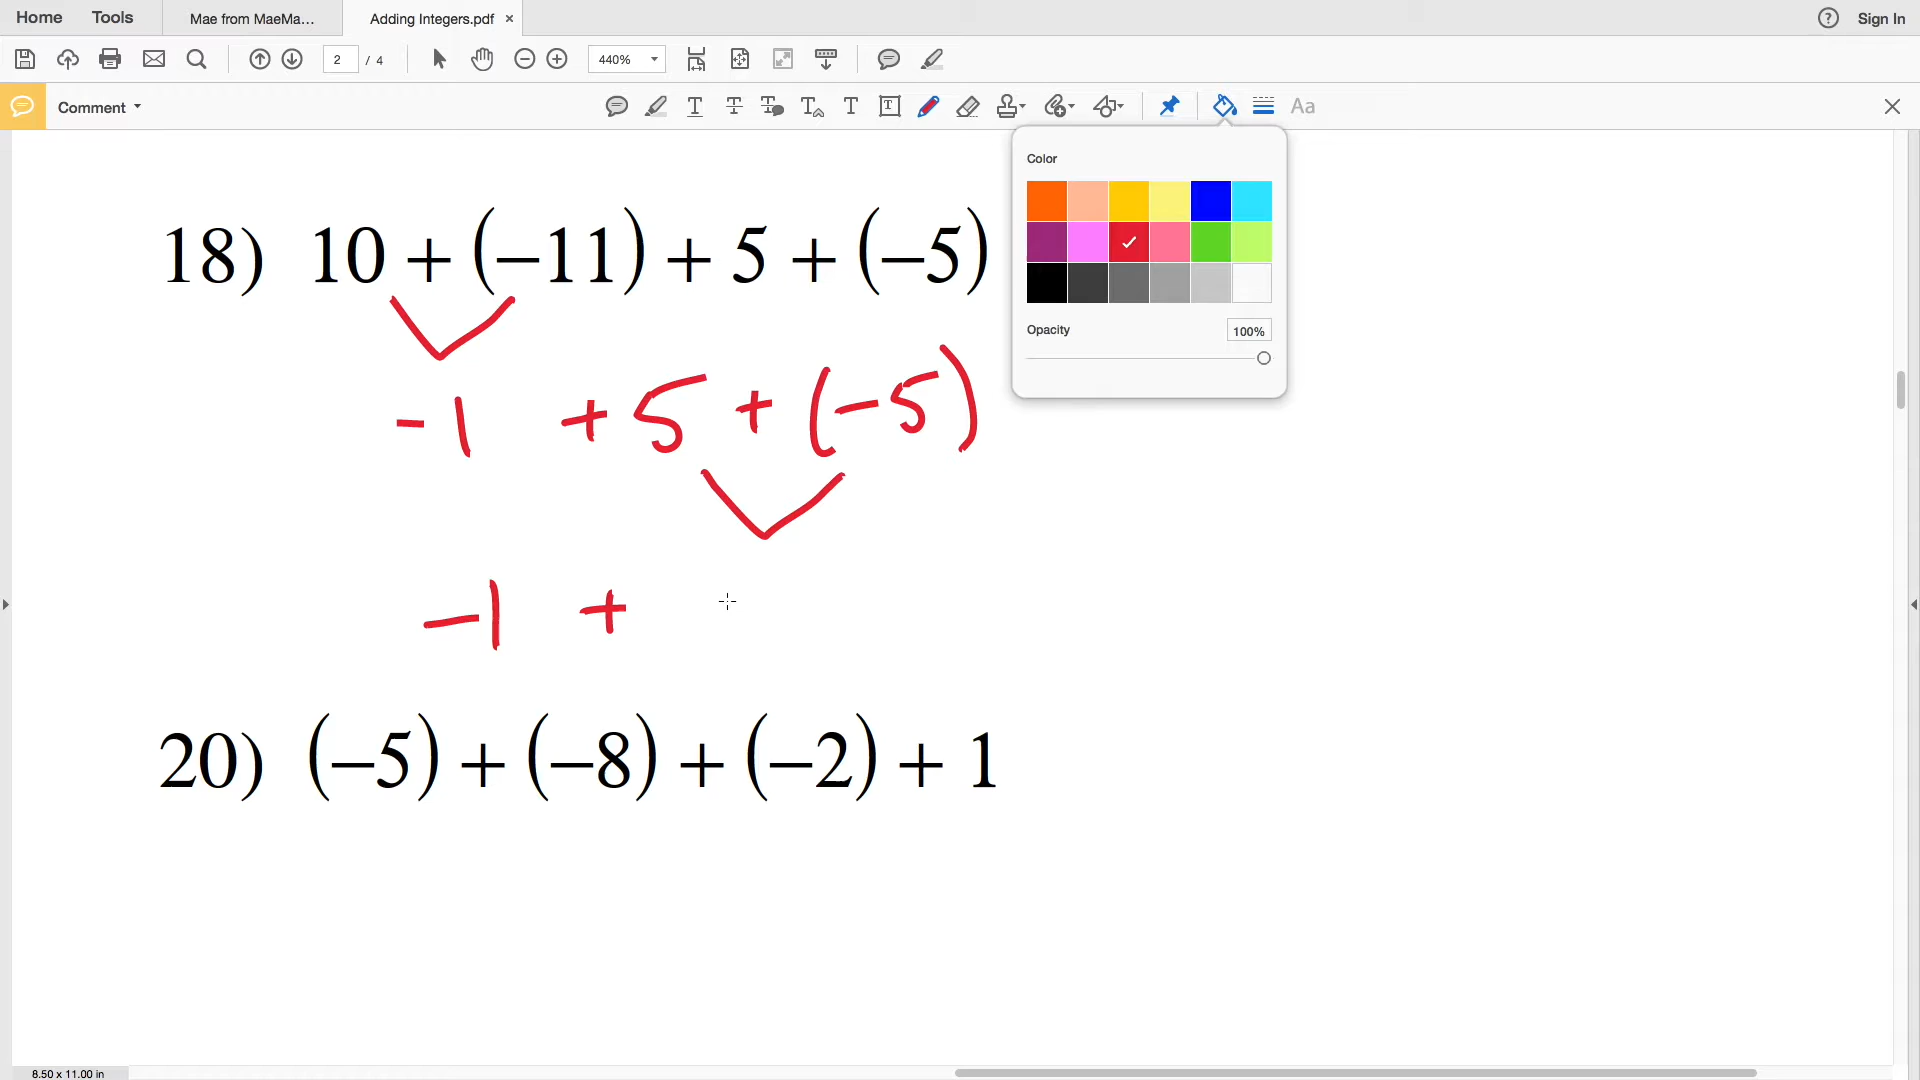 Home Tools Mae from MaeMa... Adding Integers.pdf × ? Sign In
2 / 4 440%
Comment T T T T T T Aa
Color
18) 10 + (−11) + 5 + (−5)
Opacity 100%
-1 + 5 + (-5)
-1 +
20) (−5) + (−8) + (−2) + 1
8.50 x 11.00 in